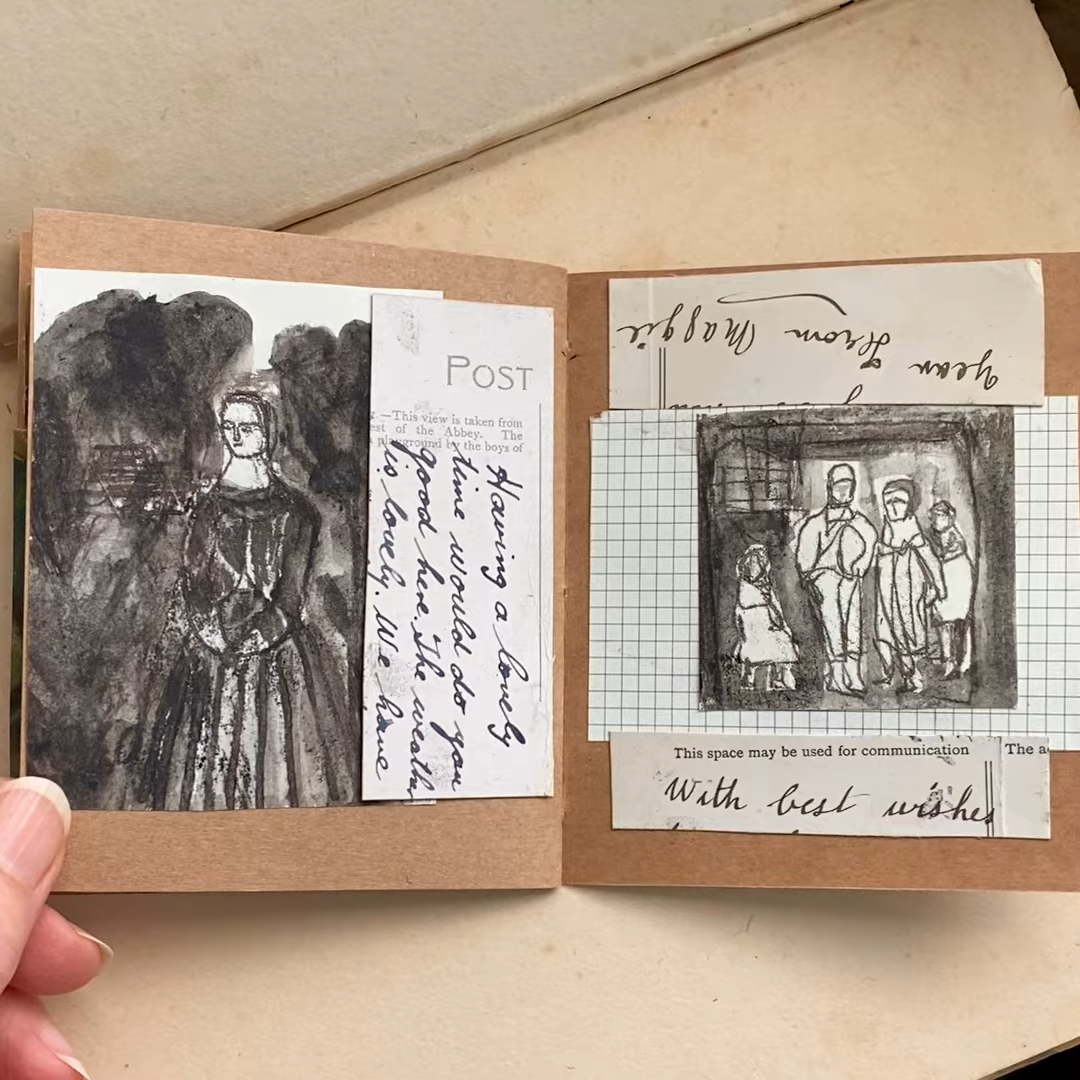 POST
—This view is taken from
est of the Abbey. The
playground by the boys of
Having a lovely
time would do you
good here. The weather
is lovely. We have
Jean
From Maggie
This space may be used for communication
The a
With best wishes